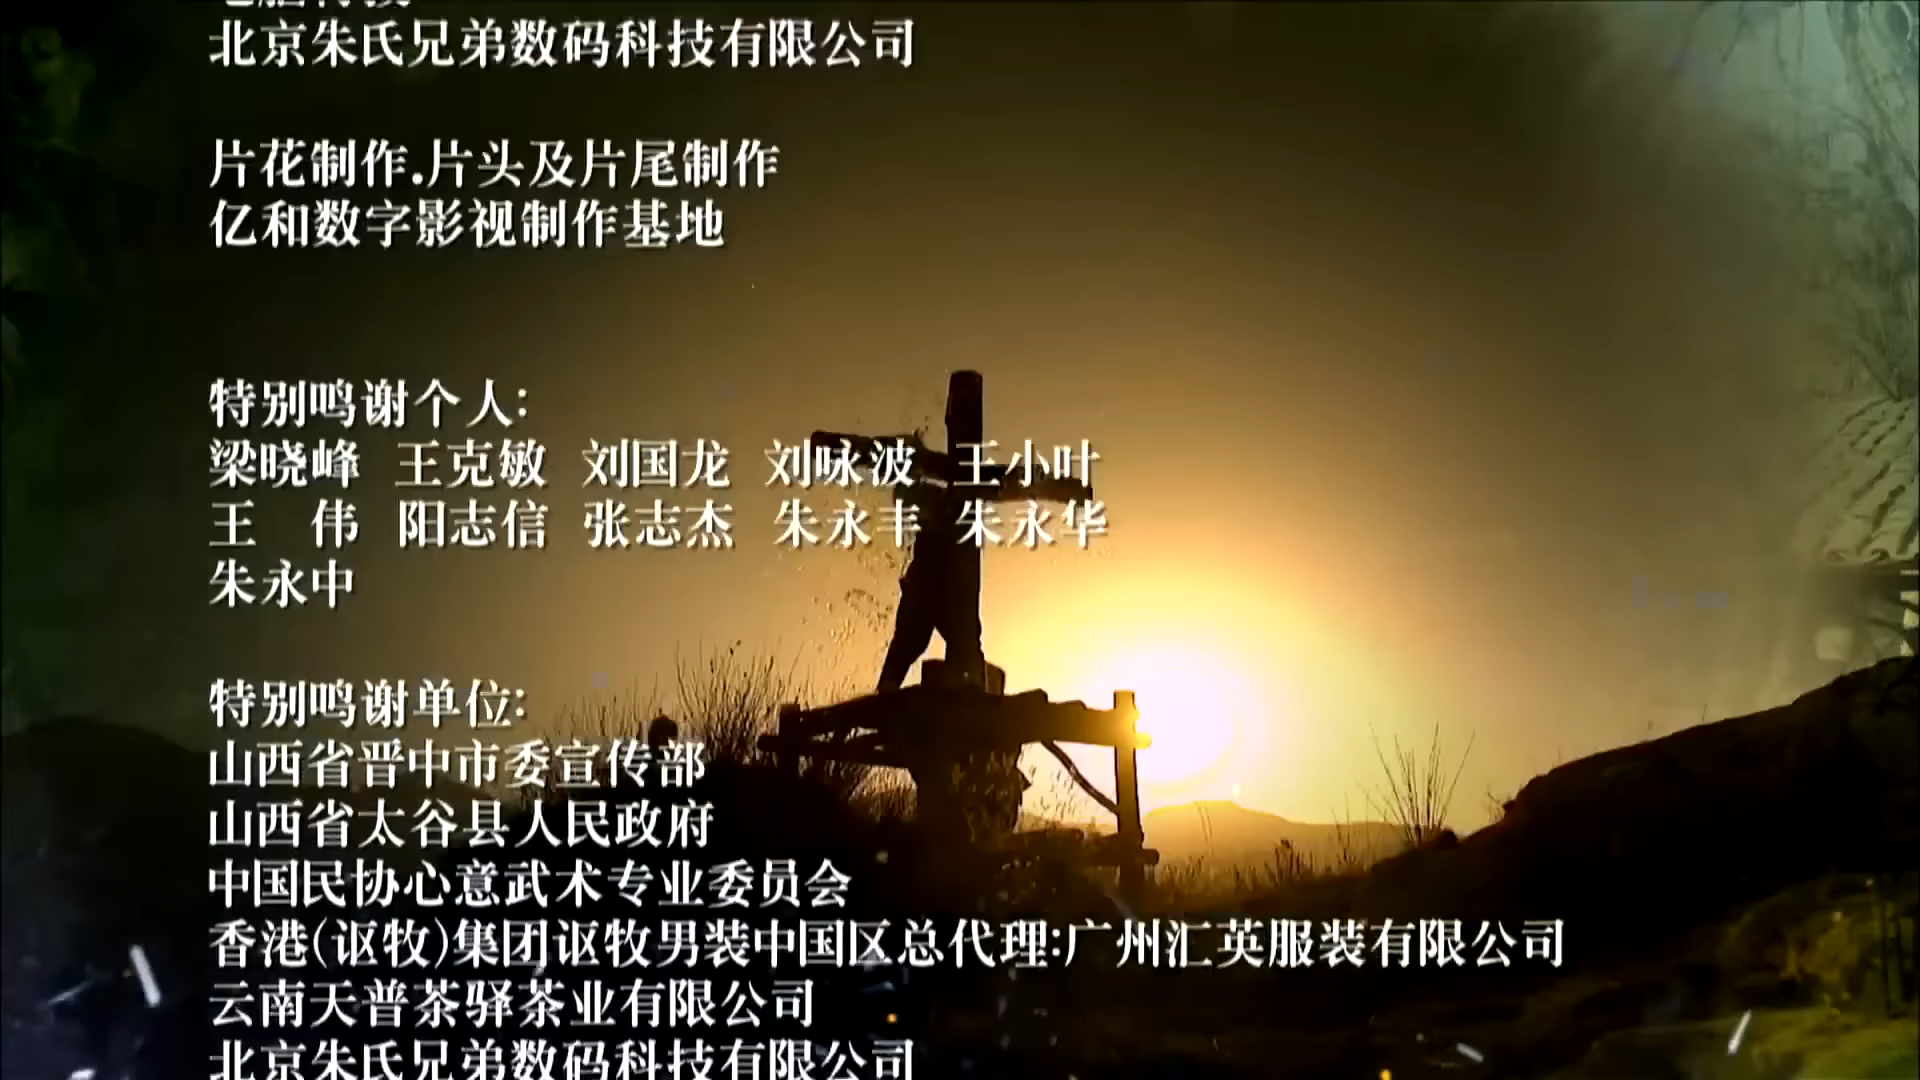 北京朱氏兄弟数码科技有限公司
片花制作.片头及片尾制作
亿和数字影视制作基地
特别鸣谢个人:
梁晓峰 王克敏 刘国龙 刘咏波 王小叶
王 伟 阳志信 张志杰 朱永丰 朱永华
朱永中
特别鸣谢单位:
山西省晋中市委宣传部
山西省太谷县人民政府
中国民协心意武术专业委员会
香港(讴牧)集团讴牧男装中国区总代理:广州汇英服装有限公司
云南天普茶驿茶业有限公司
北京朱氏兄弟数码科技有限公司